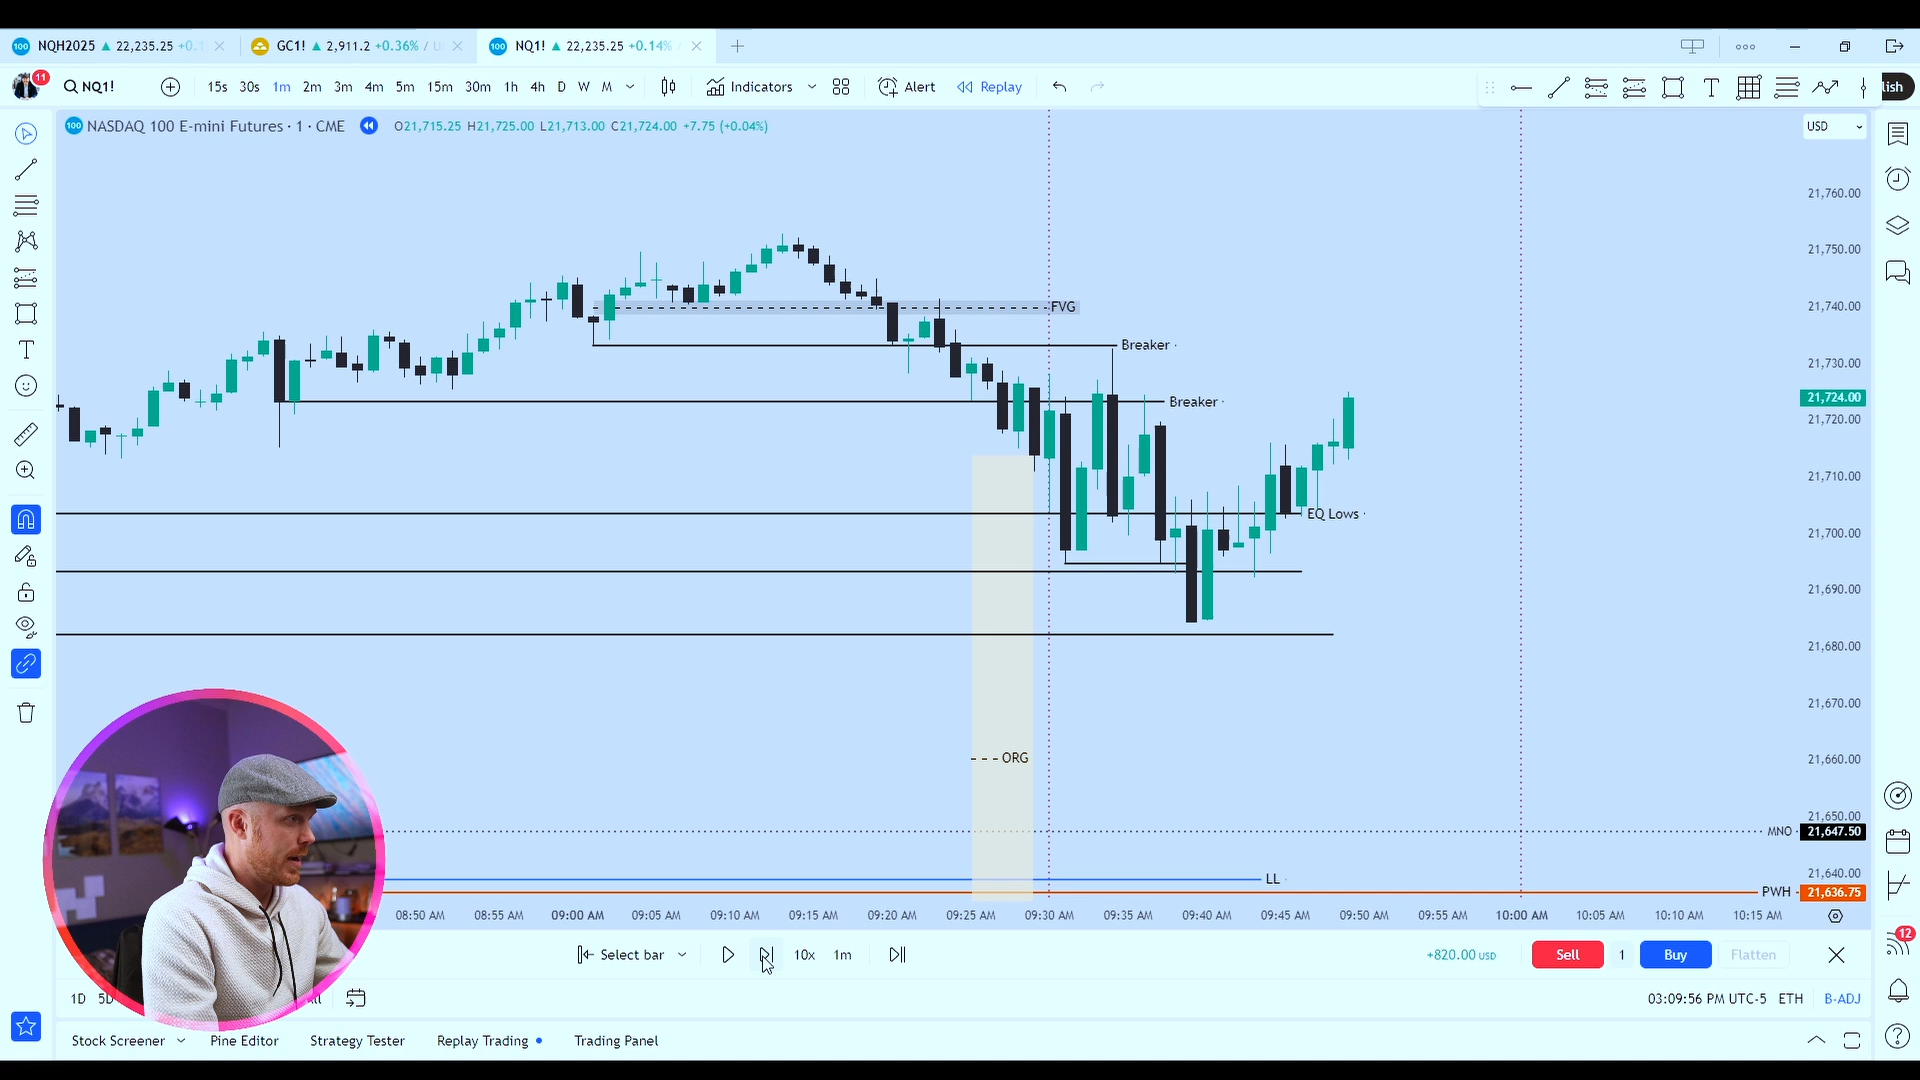 NQH2025 ▲ 22,235.25 +0.1
GC1! ▲ 2,911.2 +0.36% / U
NQ1! ▲ 22,235.25 +0.14%
11
NQ1!
15s 30s 1m 2m 3m 4m 5m 15m 30m 1h 4h D W M
Indicators
Alert
Replay
T
lish
100 NASDAQ 100 E-mini Futures · 1 · CME
O21,715.25 H21,725.00 L21,713.00 C21,724.00 +7.75 (+0.04%)
USD
21,760.00
21,750.00
21,740.00
FVG
Breaker
21,730.00
Breaker
21,724.00
21,720.00
21,710.00
EQ Lows
21,700.00
21,690.00
21,680.00
21,670.00
ORG
21,660.00
21,650.00
MNO 21,647.50
LL
21,640.00
PWH 21,636.75
08:50 AM 08:55 AM 09:00 AM 09:05 AM 09:10 AM 09:15 AM 09:20 AM 09:25 AM 09:30 AM 09:35 AM 09:40 AM 09:45 AM 09:50 AM 09:55 AM 10:00 AM 10:05 AM 10:10 AM 10:15 AM
12
Select bar
10x
1m
+820.00 USD
Sell 1 Buy Flatten
1D 5D
03:09:56 PM UTC-5 ETH B-ADJ
Stock Screener Pine Editor Strategy Tester Replay Trading Trading Panel